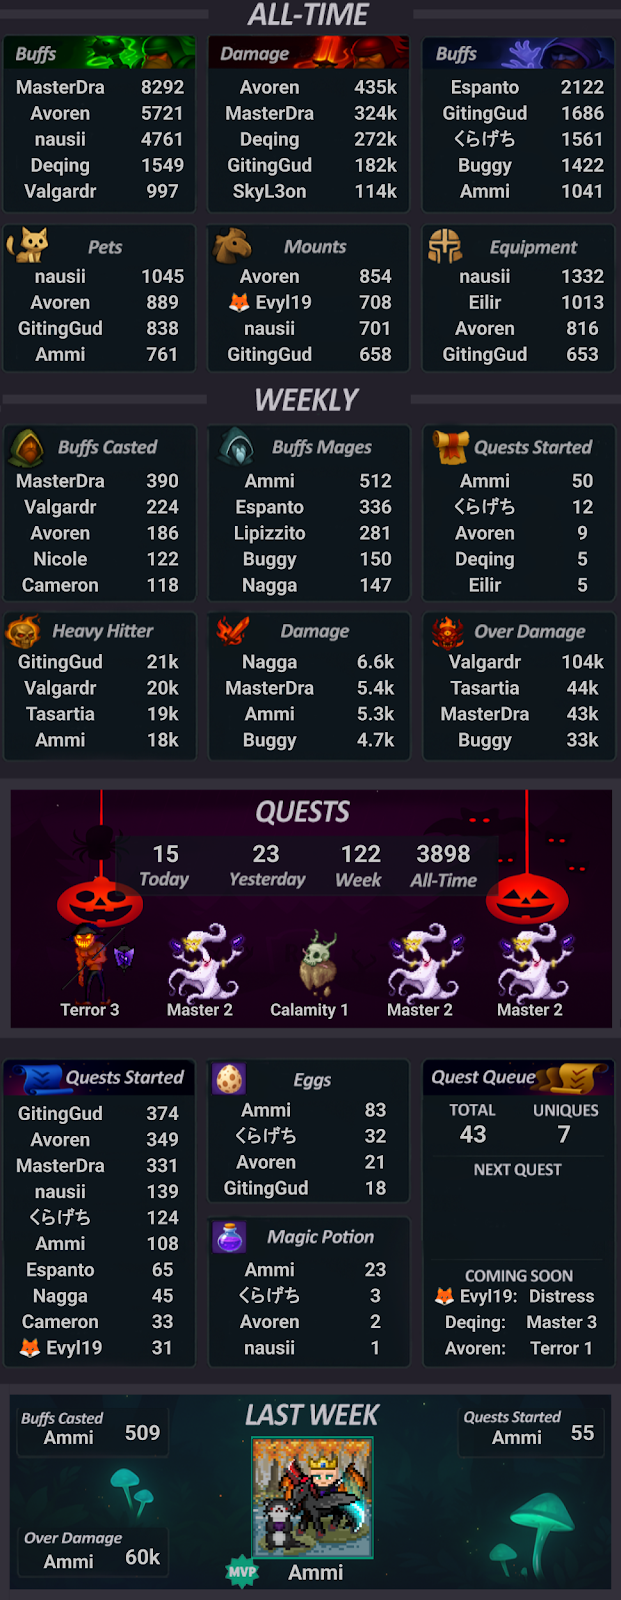 ALL-TIME
Buffs
MasterDra 8292
Avoren 5721
nausii 4761
Deqing 1549
Valgardr 997
Damage
Avoren 435k
MasterDra 324k
Deqing 272k
GitingGud 182k
SkyL3on 114k
Buffs
Espanto 2122
GitingGud 1686
くらげち 1561
Buggy 1422
Ammi 1041
Pets
nausii 1045
Avoren 889
GitingGud 838
Ammi 761
Mounts
Avoren 854
🦊 Evyl19 708
nausii 701
GitingGud 658
Equipment
nausii 1332
Eilir 1013
Avoren 816
GitingGud 653
WEEKLY
Buffs Casted
MasterDra 390
Valgardr 224
Avoren 186
Nicole 122
Cameron 118
Buffs Mages
Ammi 512
Espanto 336
Lipizzito 281
Buggy 150
Nagga 147
Quests Started
Ammi 50
くらげち 12
Avoren 9
Deqing 5
Eilir 5
Heavy Hitter
GitingGud 21k
Valgardr 20k
Tasartia 19k
Ammi 18k
Damage
Nagga 6.6k
MasterDra 5.4k
Ammi 5.3k
Buggy 4.7k
Over Damage
Valgardr 104k
Tasartia 44k
MasterDra 43k
Buggy 33k
QUESTS
15 23 122 3898
Today Yesterday Week All-Time
Terror 3 Master 2 Calamity 1 Master 2 Master 2
Quests Started
GitingGud 374
Avoren 349
MasterDra 331
nausii 139
くらげち 124
Ammi 108
Espanto 65
Nagga 45
Cameron 33
🦊 Evyl19 31
Eggs
Ammi 83
くらげち 32
Avoren 21
GitingGud 18
Magic Potion
Ammi 23
くらげち 3
Avoren 2
nausii 1
Quest Queue
TOTAL UNIQUES
43 7
NEXT QUEST
COMING SOON
🦊 Evyl19: Distress
Deqing: Master 3
Avoren: Terror 1
LAST WEEK
Buffs Casted
Ammi 509
Quests Started
Ammi 55
Over Damage
Ammi 60k
MVP
Ammi